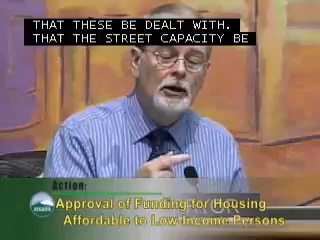 THAT THESE BE DEALT WITH.
THAT THE STREET CAPACITY BE
Action:
Approval of Funding for Housing
Affordable to Low-Income Persons